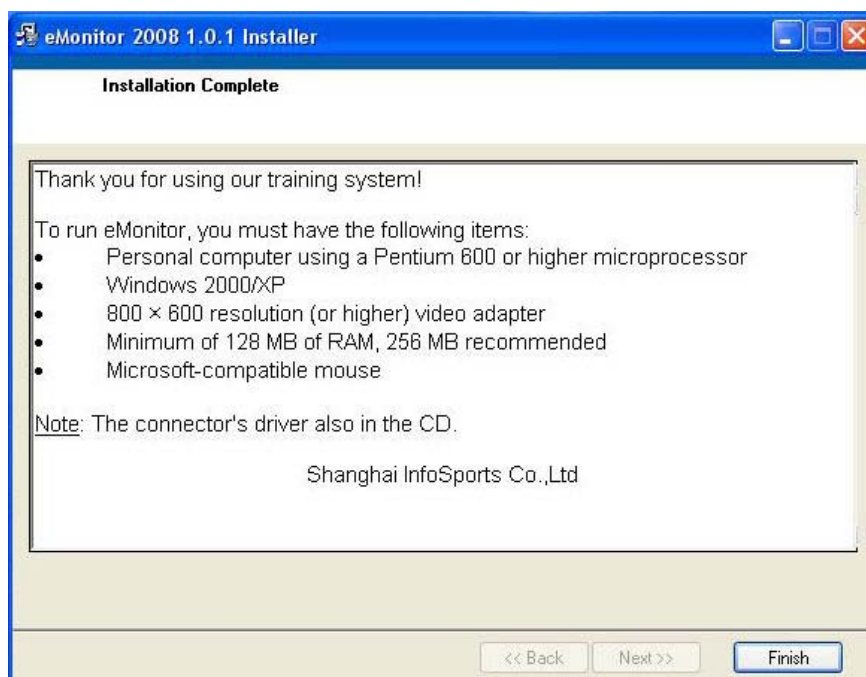 eMonitor 2008 1.0.1 Installer
Installation Complete
Thank you for using our training system!
To run eMonitor, you must have the following items:
• Personal computer using a Pentium 600 or higher microprocessor
• Windows 2000/XP
• 800 × 600 resolution (or higher) video adapter
• Minimum of 128 MB of RAM, 256 MB recommended
• Microsoft-compatible mouse
Note: The connector's driver also in the CD.
Shanghai InfoSports Co.,Ltd
<< Back Next >> Finish